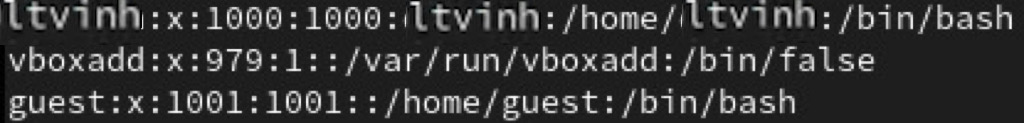 ltvinh:x:1000:1000:ltvinh:/home/ltvinh:/bin/bash
vboxadd:x:979:1::/var/run/vboxadd:/bin/false
guest:x:1001:1001::/home/guest:/bin/bash